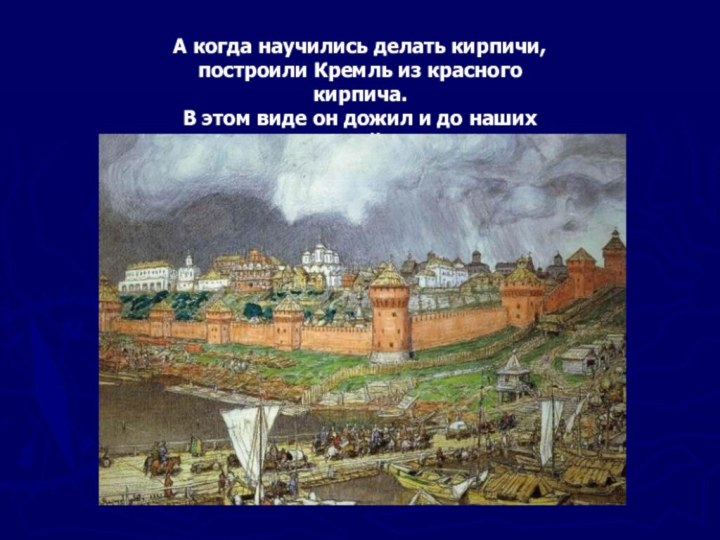 А когда научились делать кирпичи,
построили Кремль из красного
кирпича.
В этом виде он дожил и до наших